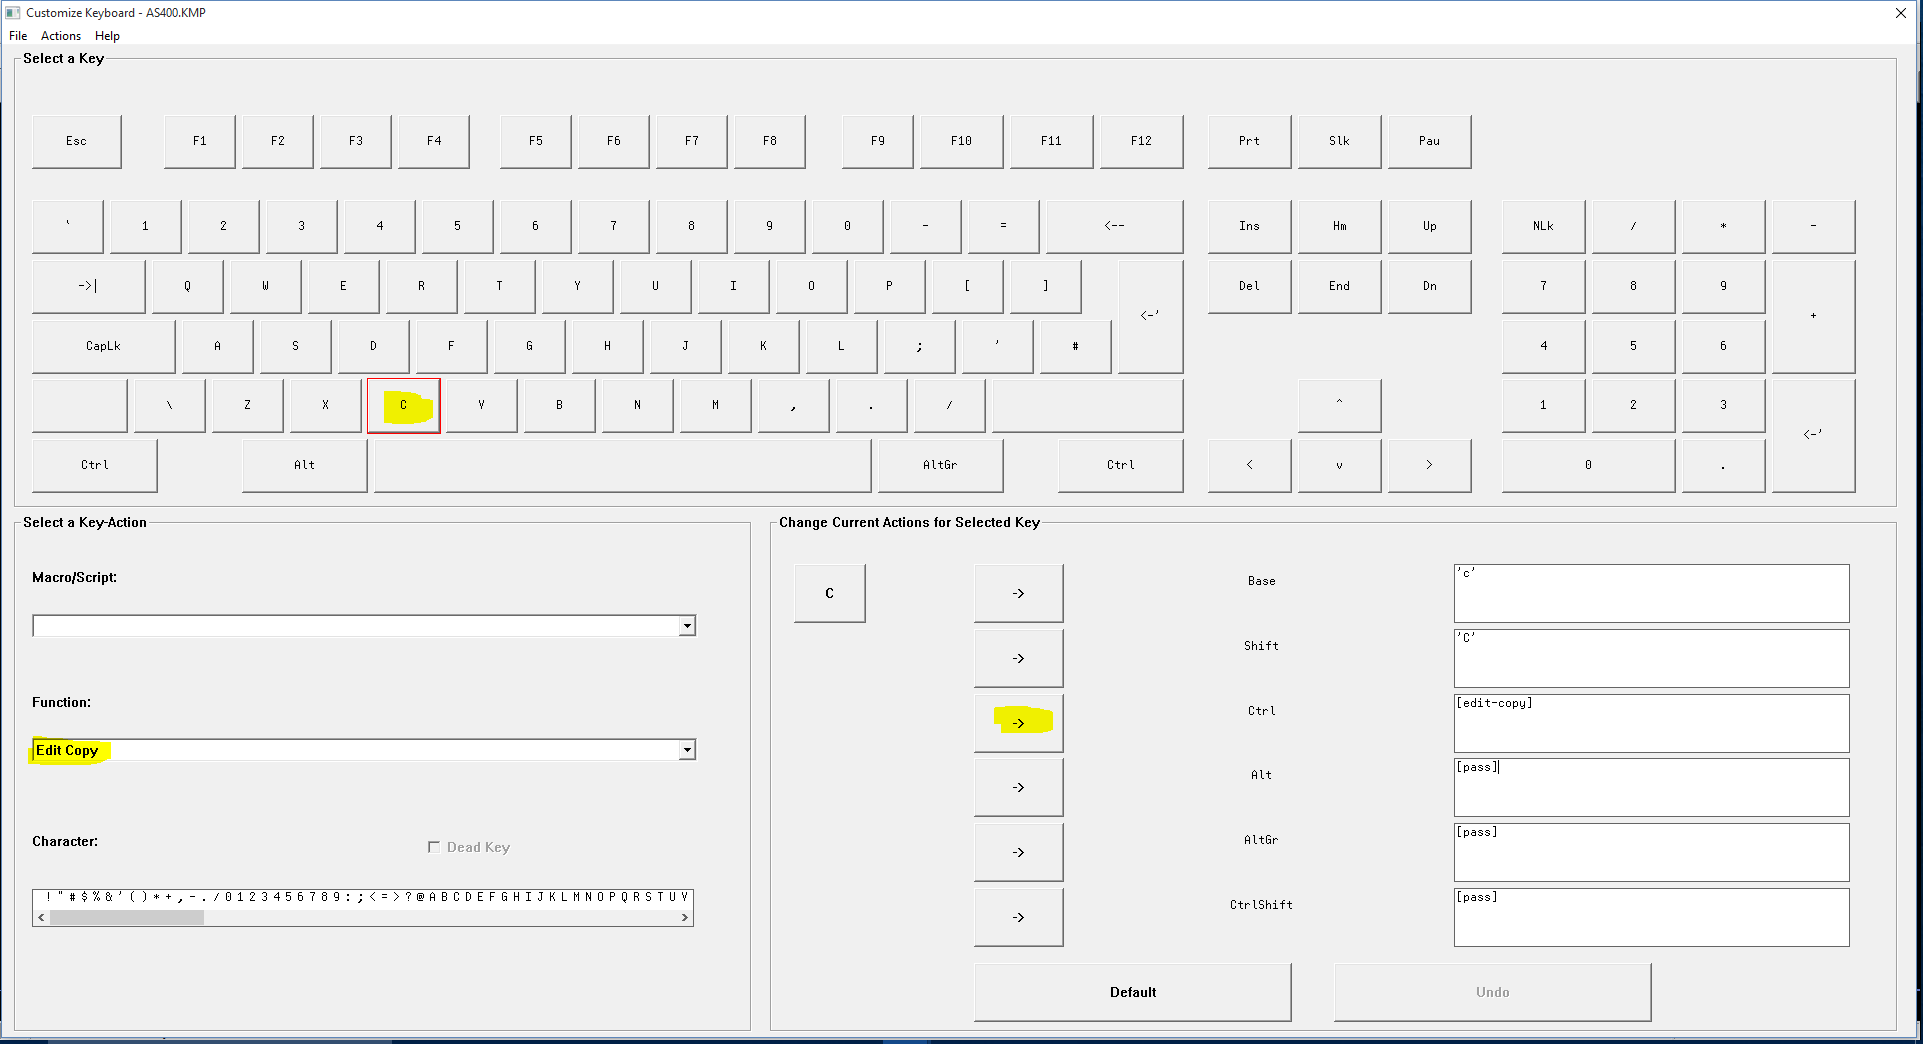 Customize Keyboard - AS400.KMP
File Actions Help
Select a Key
Esc F1 F2 F3 F4 F5 F6 F7 F8 F9 F10 F11 F12 Prt Slk Pau
` 1 2 3 4 5 6 7 8 9 0 - = <-- Ins Hm Up NLk / * -
->| Q W E R T Y U I O P [ ] <-' Del End Dn 7 8 9 +
CapLk A S D F G H J K L ; ' # 4 5 6
\ Z X C V B N M , . / ^ 1 2 3 <-'
Ctrl Alt AltGr Ctrl < v > 0 .
Select a Key-Action
Macro/Script:
Function:
Edit Copy
Character:
Dead Key
! " # $ % & ' ( ) * + , - . / 0 1 2 3 4 5 6 7 8 9 : ; < = > ? @ A B C D E F G H I J K L M N O P Q R S T U V
Change Current Actions for Selected Key
C -> Base 'c'
-> Shift 'C'
-> Ctrl [edit-copy]
-> Alt [pass]
-> AltGr [pass]
-> CtrlShift [pass]
Default Undo